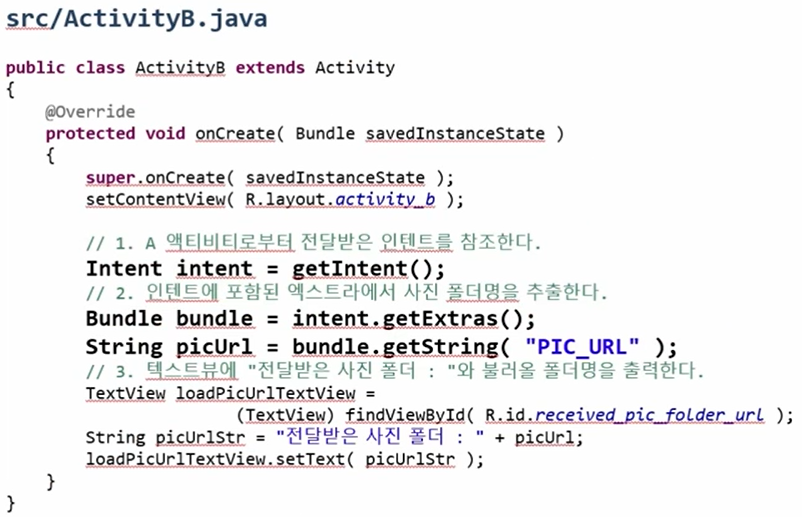 src/ActivityB.java
public class ActivityB extends Activity
{
@Override
protected void onCreate( Bundle savedInstanceState )
{
super.onCreate( savedInstanceState );
setContentView( R.layout.activity_b );
// 1. A 액티비티로부터 전달받은 인텐트를 참조한다.
Intent intent = getIntent();
// 2. 인텐트에 포함된 엑스트라에서 사진 폴더명을 추출한다.
Bundle bundle = intent.getExtras();
String picUrl = bundle.getString( "PIC_URL" );
// 3. 텍스트뷰에 "전달받은 사진 폴더 : "와 불러올 폴더명을 출력한다.
TextView loadPicUrlTextView =
(TextView) findViewById( R.id.received_pic_folder_url );
String picUrlStr = "전달받은 사진 폴더 : " + picUrl;
loadPicUrlTextView.setText( picUrlStr );
}
}